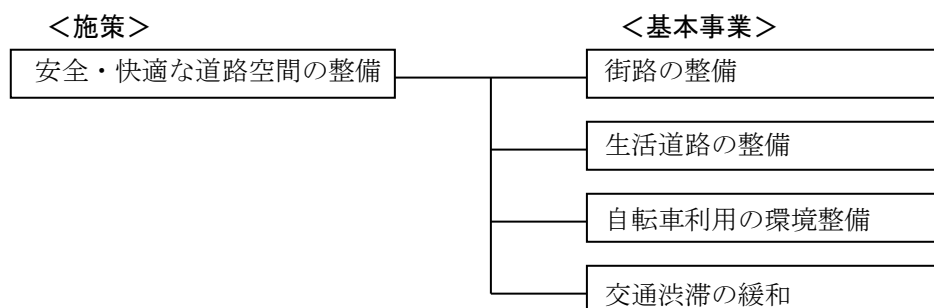 ＜施策＞
＜基本事業＞
安全・快適な道路空間の整備
街路の整備
生活道路の整備
自転車利用の環境整備
交通渋滞の緩和